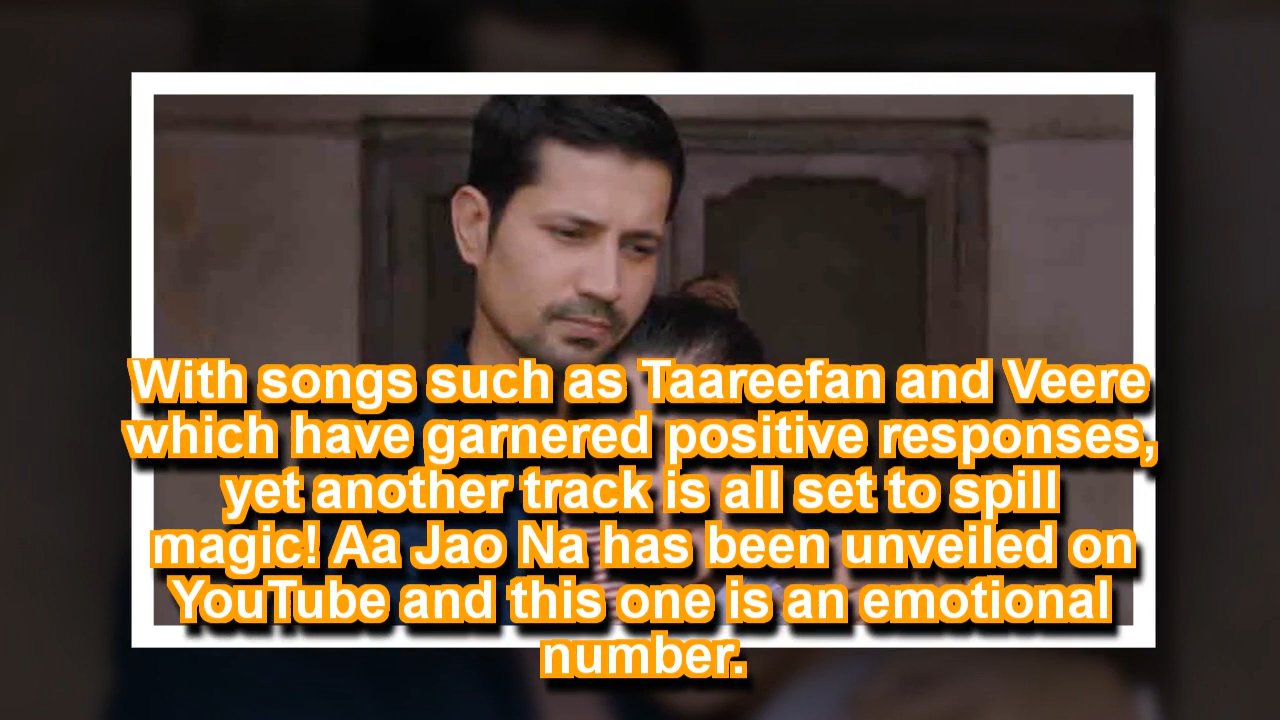 With songs such as Taareefan and Veere
which have garnered positive responses,
yet another track is all set to spill
magic! Aa Jao Na has been unveiled on
YouTube and this one is an emotional
number.